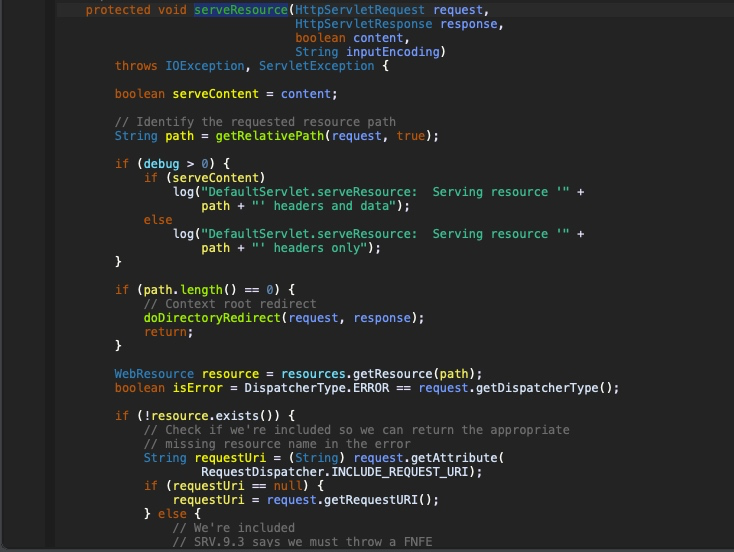 protected void serveResource(HttpServletRequest request,
                             HttpServletResponse response,
                             boolean content,
                             String inputEncoding)
    throws IOException, ServletException {

    boolean serveContent = content;

    // Identify the requested resource path
    String path = getRelativePath(request, true);

    if (debug > 0) {
        if (serveContent)
            log("DefaultServlet.serveResource:  Serving resource '" +
                path + "' headers and data");
        else
            log("DefaultServlet.serveResource:  Serving resource '" +
                path + "' headers only");
    }

    if (path.length() == 0) {
        // Context root redirect
        doDirectoryRedirect(request, response);
        return;
    }

    WebResource resource = resources.getResource(path);
    boolean isError = DispatcherType.ERROR == request.getDispatcherType();

    if (!resource.exists()) {
        // Check if we're included so we can return the appropriate
        // missing resource name in the error
        String requestUri = (String) request.getAttribute(
                RequestDispatcher.INCLUDE_REQUEST_URI);
        if (requestUri == null) {
            requestUri = request.getRequestURI();
        } else {
            // We're included
            // SRV.9.3 says we must throw a FNFE